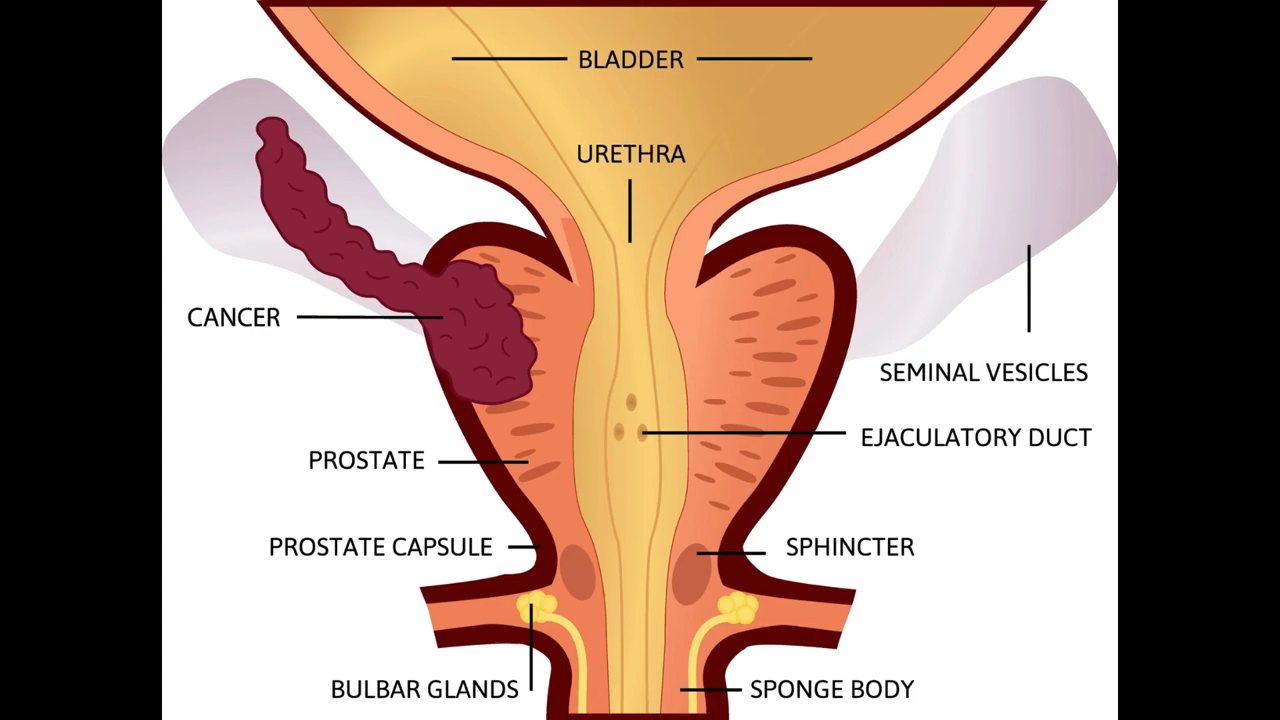 BLADDER
URETHRA
CANCER
SEMINAL VESICLES
EJACULATORY DUCT
PROSTATE
PROSTATE CAPSULE
SPHINCTER
BULBAR GLANDS
SPONGE BODY